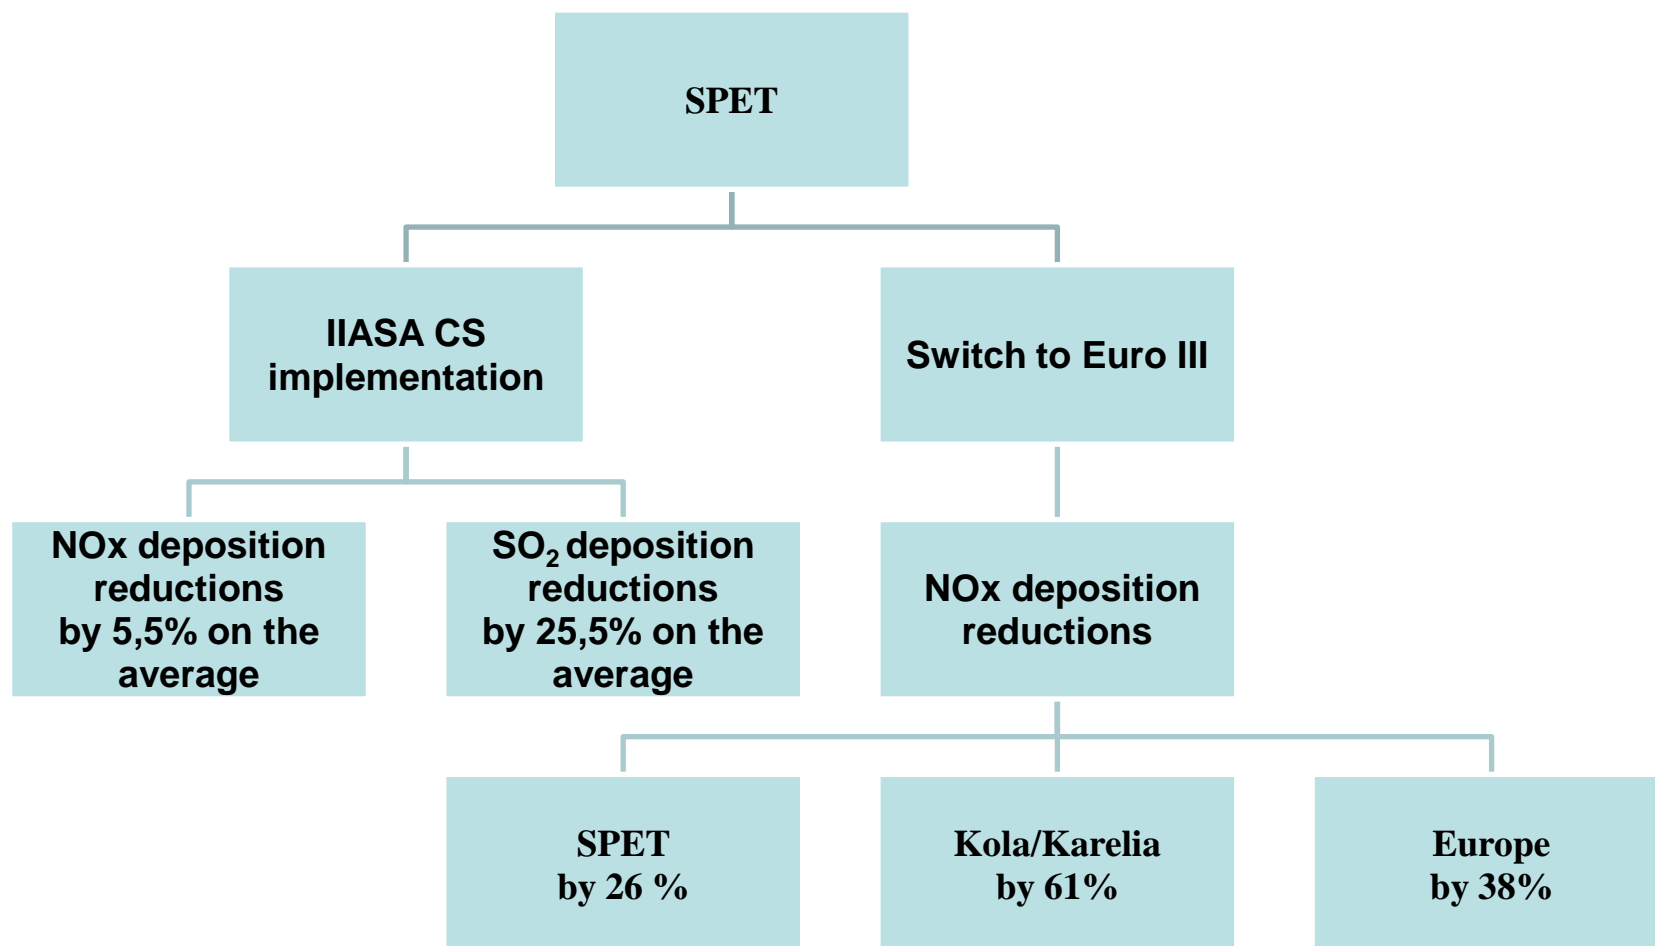 SPET
IIASA CS
implementation
Switch to Euro III
NOx deposition
reductions
by 5,5% on the
average
SO₂ deposition
reductions
by 25,5% on the
average
NOx deposition
reductions
SPET
by 26 %
Kola/Karelia
by 61%
Europe
by 38%